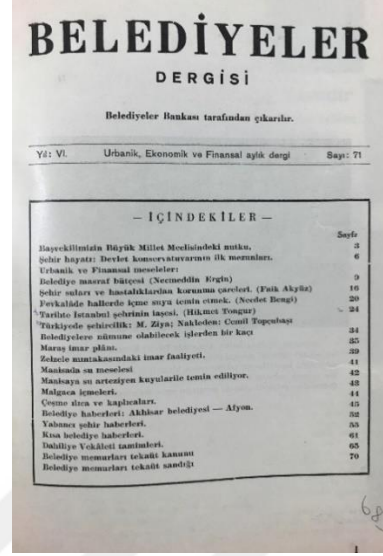 BELEDİYELER
DERGİSİ
Belediyeler Bankası tarafından çıkarılır.
Yıl: VI. Urbanik, Ekonomik ve Finansal aylık dergi Sayı: 71
— İÇİNDEKİLER —
Sayfa
Başvekilimizin Büyük Millet Meclisindeki nutku. 3
Şehir hayatı: Devlet konservatuvarının ilk mezunları. 6
Urbanik ve Finansal meseleler:
Belediye masraf bütçesi (Necmeddin Ergin) 9
Şehir suları ve hastalıklardan korunma çareleri. (Faik Akyüz) 16
Fevkalâde hallerde içme suyu temin etmek. (Necdet Bengi) 20
Tarihte İstanbul şehrinin iaşesi. (Hikmet Tongur) 24
Türkiyede şehircilik: M. Ziya; Nakleden: Cemil Topçubaşı
Belediyelere nümune olabilecek işlerden bir kaçı 34
Maraş imar plânı. 35
Zelzele mıntakasındaki imar faaliyeti. 39
Manisada su meselesi 41
Manisaya su arteziyen kuyularile temin ediliyor. 42
Malgaca içmeleri. 43
Çeşme ılıca ve kaplıcaları. 44
Belediye haberleri: Akhisar belediyesi — Afyon. 45
Yabancı şehir haberleri. 52
Kısa belediye haberleri. 55
Dahiliye Vekâleti tamimleri. 61
Belediye memurları tekaüt kanunu 65
Belediye memurları tekaüt sandığı 70